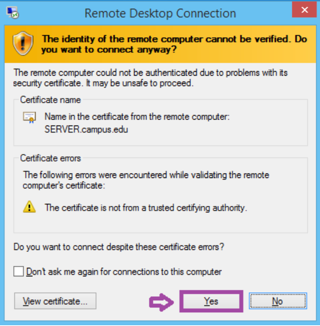 Remote Desktop Connection
The identity of the remote computer cannot be verified. Do
you want to connect anyway?
The remote computer could not be authenticated due to problems with its
security certificate. It may be unsafe to proceed.
Certificate name
Name in the certificate from the remote computer:
SERVER.campus.edu
Certificate errors
The following errors were encountered while validating the remote
computer's certificate:
The certificate is not from a trusted certifying authority.
Do you want to connect despite these certificate errors?
Don't ask me again for connections to this computer
View certificate...
Yes
No